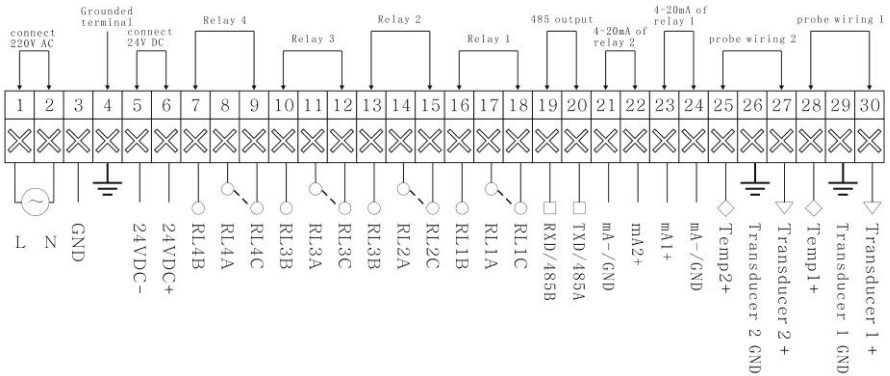 connect
220V AC
Grounded
terminal
connect
24V DC
Relay 4
Relay 3
Relay 2
Relay 1
485 output
4-20mA of
relay 2
4-20mA of
relay 1
probe wiring 2
probe wiring 1
1 2 3 4 5 6 7 8 9 10 11 12 13 14 15 16 17 18 19 20 21 22 23 24 25 26 27 28 29 30
~
L N
GND
24VDC-
24VDC+
RL4B
RL4A
RL4C
RL3B
RL3A
RL3C
RL3B
RL2A
RL2C
RL1B
RL1A
RL1C
RXD/485B
TXD/485A
mA-/GND
mA2+
mA1+
mA-/GND
Temp2+
Transducer 2 GND
Transducer 2 +
Temp1+
Transducer 1 GND
Transducer 1 +